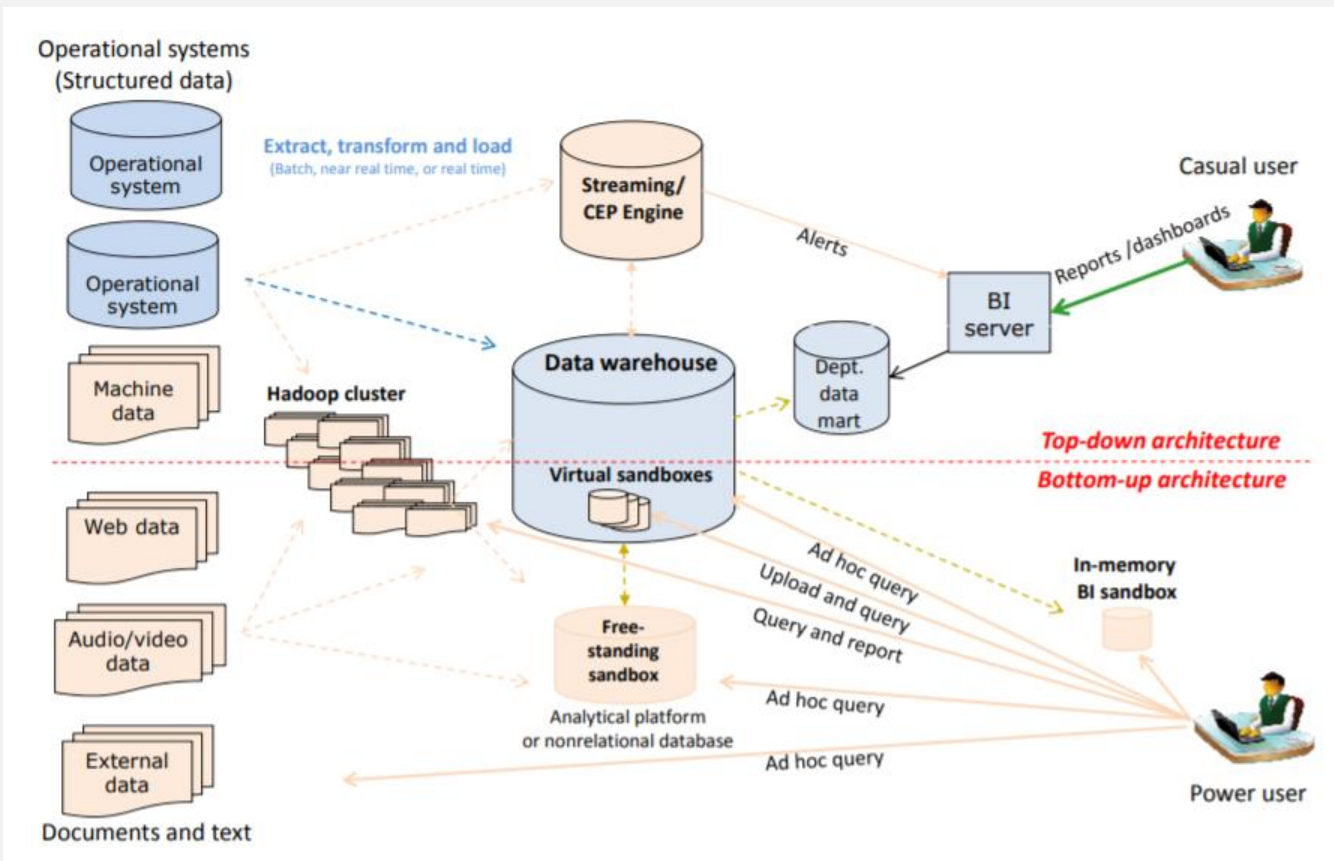 Operational systems
(Structured data)
Operational
system
Extract, transform and load
(Batch, near real time, or real time)
Streaming/
CEP Engine
Casual user
Alerts
Reports /dashboards
Operational
system
BI
server
Data warehouse
Dept.
data
mart
Machine
data
Hadoop cluster
Top-down architecture
Bottom-up architecture
Virtual sandboxes
Web data
Ad hoc query
Upload and query
Query and report
In-memory
BI sandbox
Audio/video
data
Free-
standing
sandbox
Ad hoc query
Analytical platform
or nonrelational database
External
data
Ad hoc query
Power user
Documents and text